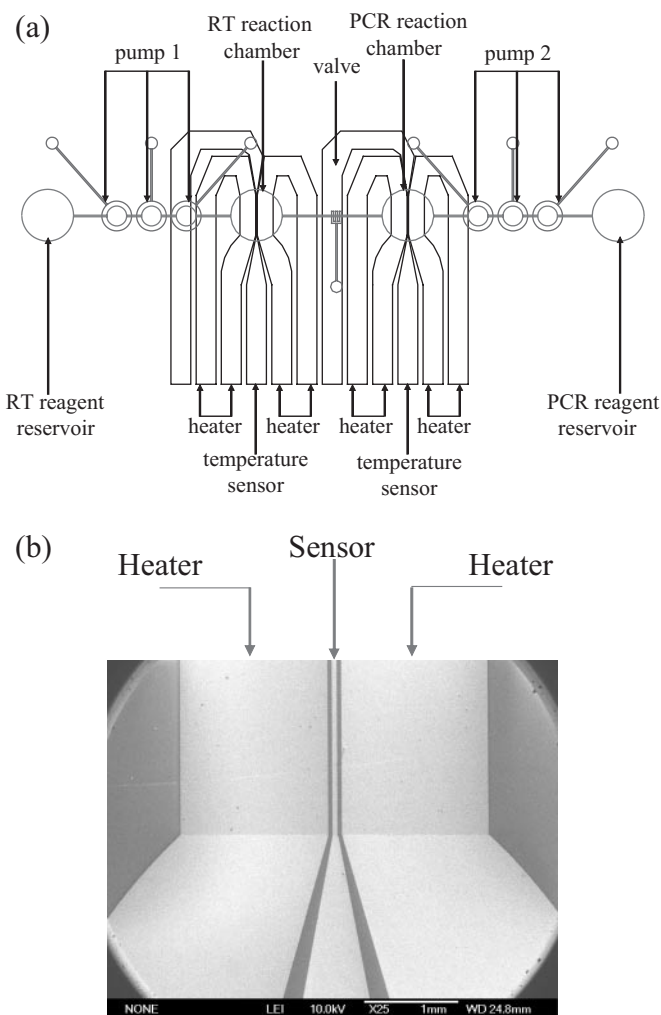 (a)
RT reaction
chamber
PCR reaction
chamber
pump 1
valve
pump 2
RT reagent
reservoir
heater
heater
heater
heater
PCR reagent
reservoir
temperature
sensor
temperature
sensor
(b)
Sensor
Heater
Heater
NONE LEI 10.0kV X25 1mm WD 24.8mm